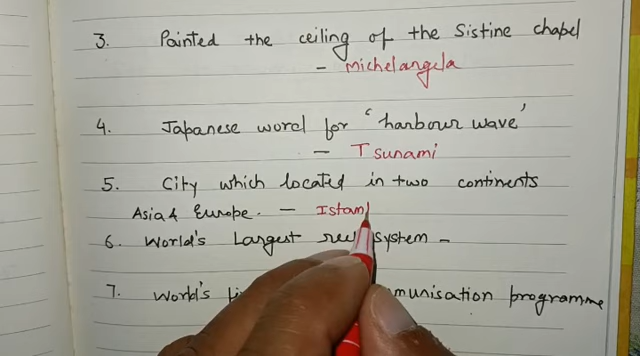 3. Painted the ceiling of the Sistine chapel
- Michelangela
4. Japanese word for 'harbour wave'
- Tsunami
5. City which located in two continents
Asia & Europe. - Istan
6. World's Largest system -
7. World's programme